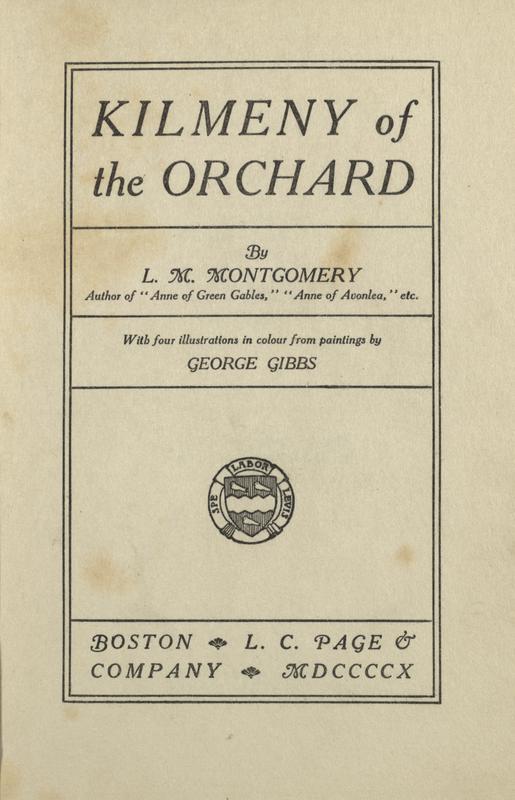 KILMENY of
the ORCHARD
By
L. M. MONTGOMERY
Author of "Anne of Green Gables," "Anne of Avonlea," etc.
With four illustrations in colour from paintings by
GEORGE GIBBS
SPE LABOR LEVIS
BOSTON L. C. PAGE &
COMPANY MDCCCCX